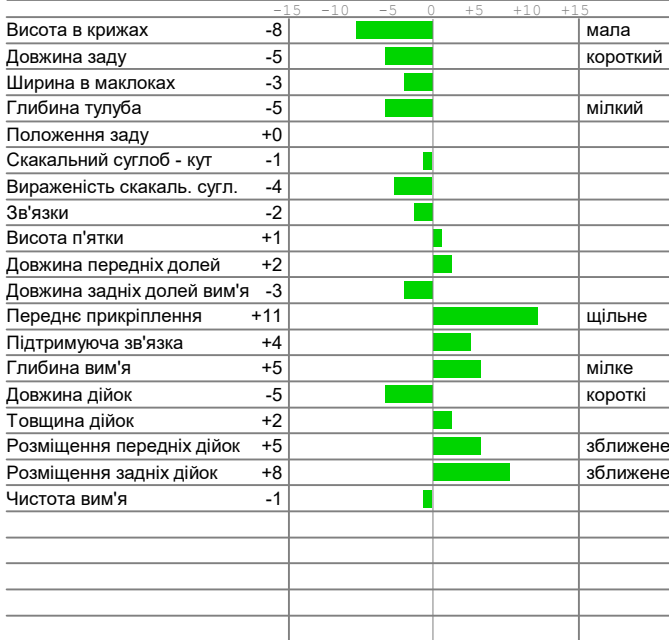 -15 -10 -5 0 +5 +10 +15
Висота в крижах -8 мала
Довжина заду -5 короткий
Ширина в маклоках -3
Глибина тулуба -5 мілкий
Положення заду +0
Скакальний суглоб - кут -1
Вираженість скакаль. сугл. -4
Зв'язки -2
Висота п'ятки +1
Довжина передніх долей +2
Довжина задніх долей вим'я -3
Переднє прикріплення +11 щільне
Підтримуюча зв'язка +4
Глибина вим'я +5 мілке
Довжина дійок -5 короткі
Товщина дійок +2
Розміщення передніх дійок +5 зближене
Розміщення задніх дійок +8 зближене
Чистота вим'я -1